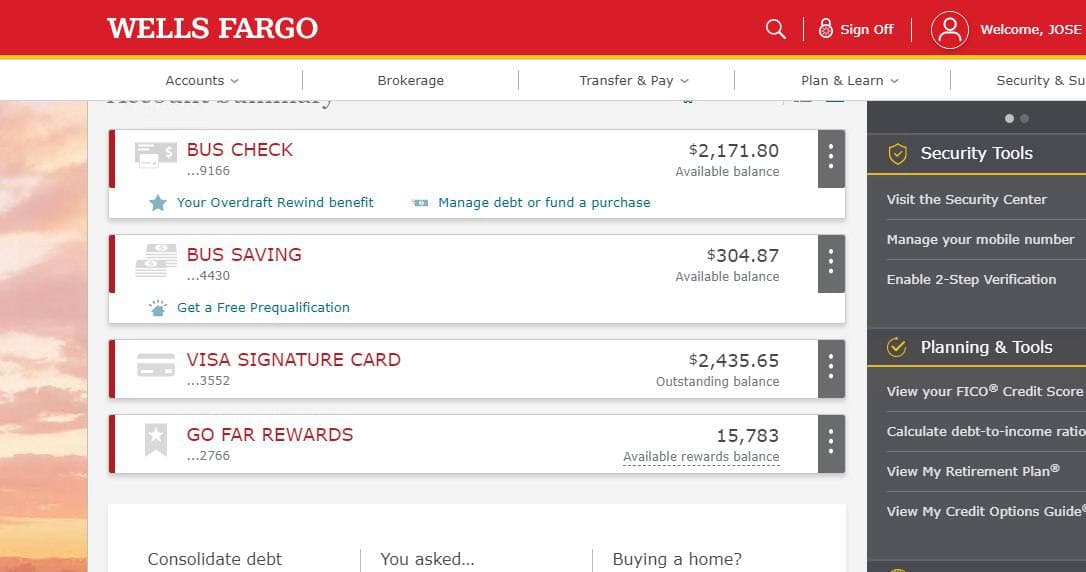 WELLS FARGO
Sign Off
Welcome, JOSE
Accounts
Brokerage
Transfer & Pay
Plan & Learn
Security & Su
Account Summary
BUS CHECK
...9166
$2,171.80
Available balance
Your Overdraft Rewind benefit
Manage debt or fund a purchase
BUS SAVING
...4430
$304.87
Available balance
Get a Free Prequalification
VISA SIGNATURE CARD
...3552
$2,435.65
Outstanding balance
GO FAR REWARDS
...2766
15,783
Available rewards balance
Consolidate debt
You asked...
Buying a home?
Security Tools
Visit the Security Center
Manage your mobile number
Enable 2-Step Verification
Planning & Tools
View your FICO® Credit Score
Calculate debt-to-income ratio
View My Retirement Plan®
View My Credit Options Guide®